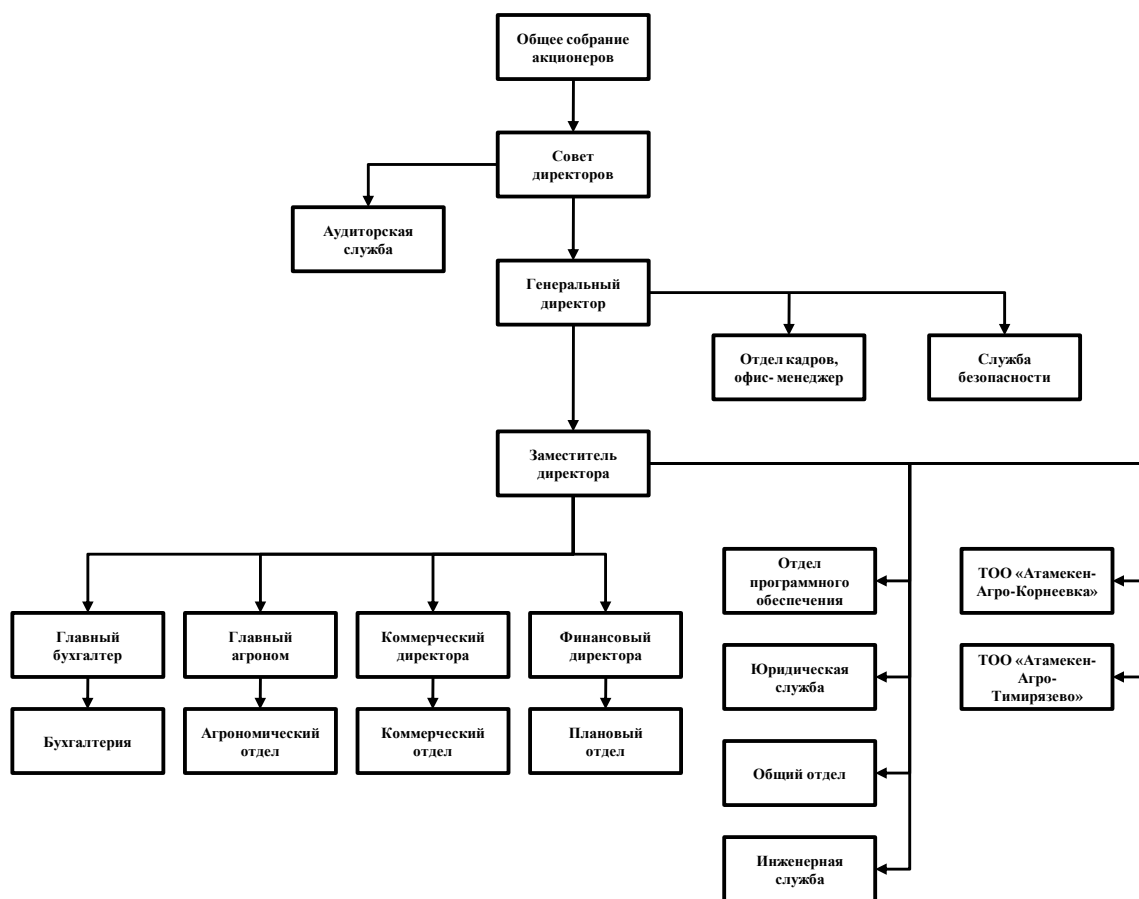 Общее собрание
акционеров
Совет
директоров
Аудиторская
служба
Генеральный
директор
Отдел кадров,
офис- менеджер
Служба
безопасности
Заместитель
директора
Отдел
программного
обеспечения
ТОО «Атамекен-
Агро-Корнеевка»
Главный
бухгалтер
Главный
агроном
Коммерческий
директора
Финансовый
директора
Юридическая
служба
ТОО «Атамекен-
Агро-
Тимирязево»
Бухгалтерия
Агрономический
отдел
Коммерческий
отдел
Плановый
отдел
Общий отдел
Инженерная
служба